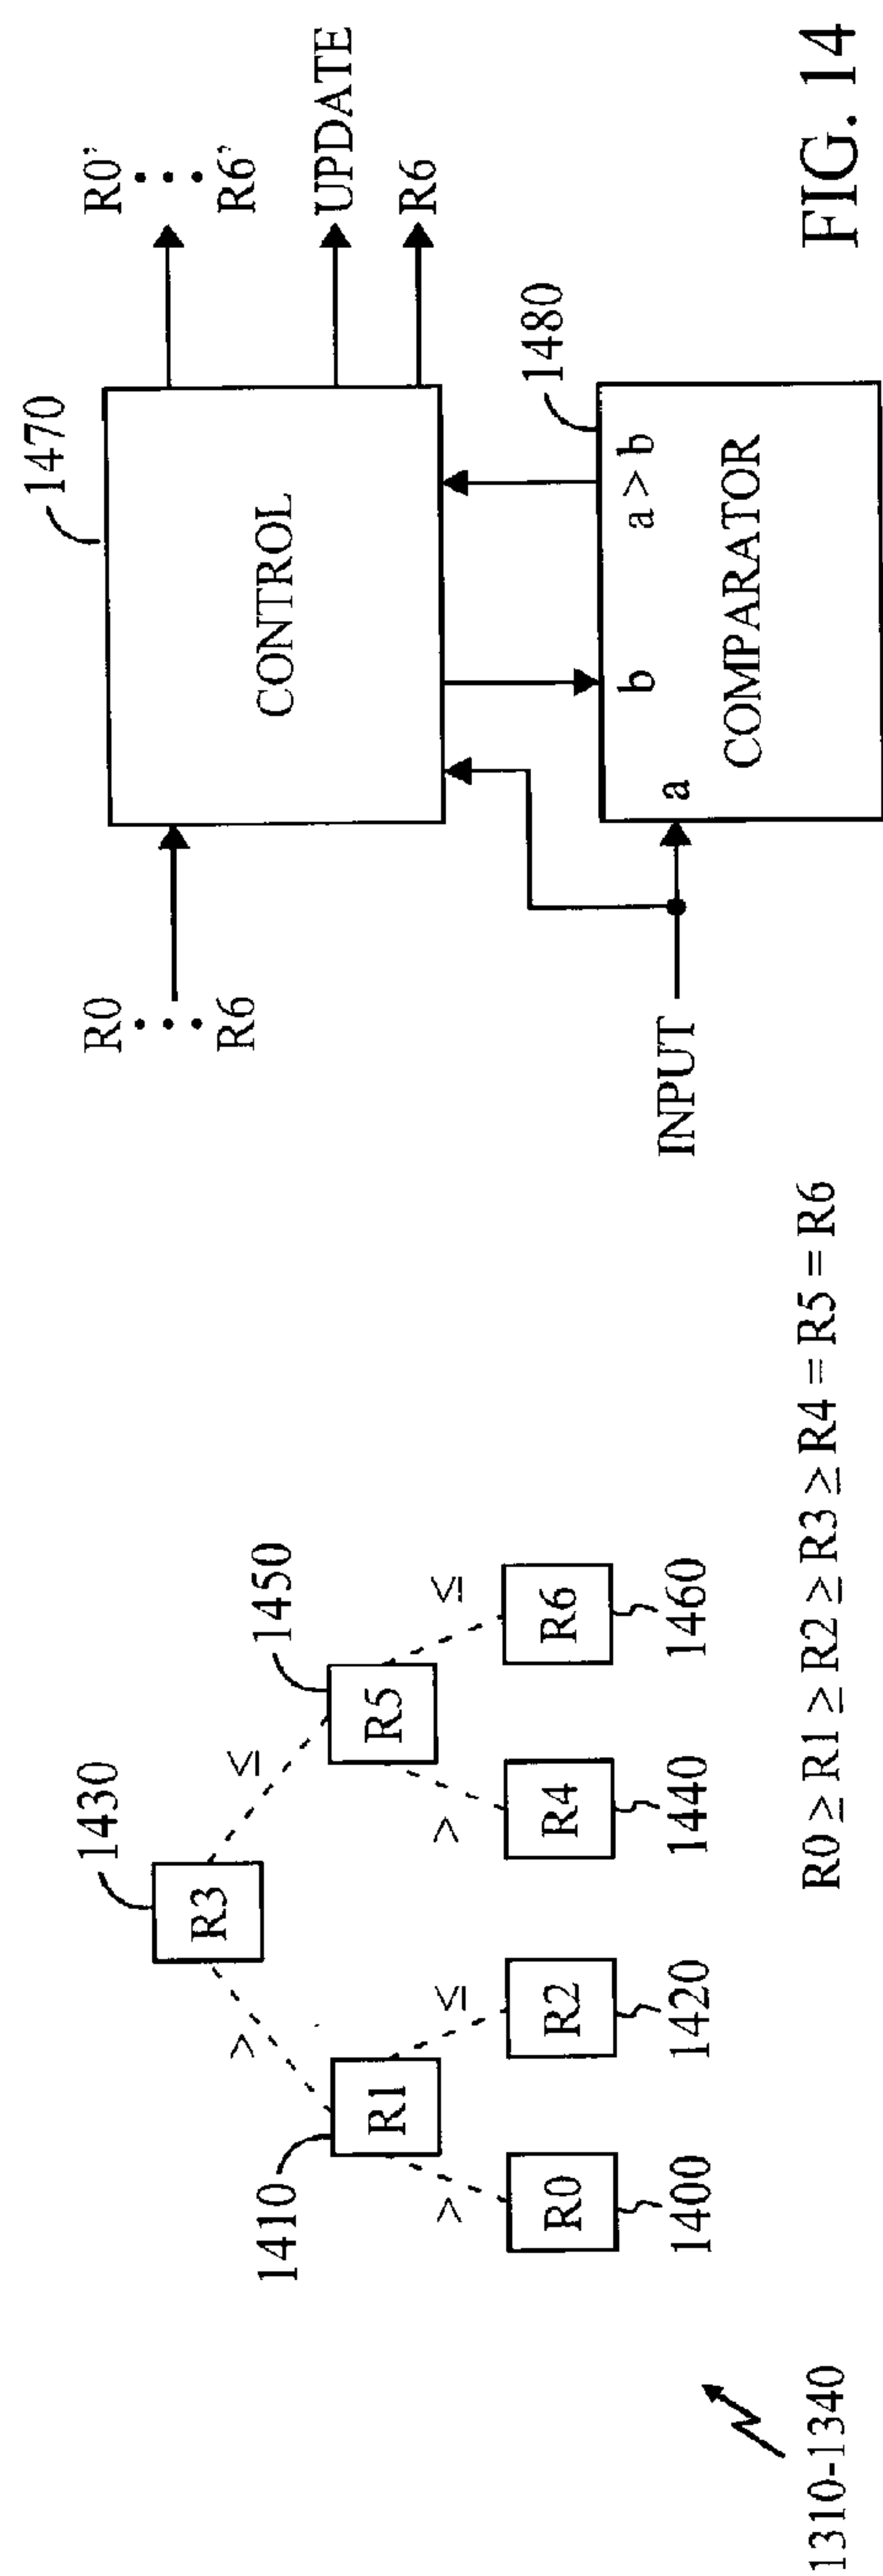 1310-1340
1430
R3
>
≤
1410
R1
1450
R5
>
≤
>
≤
R0
R2
R4
R6
1400
1420
1440
1460
R0 ≥ R1 ≥ R2 ≥ R3 ≥ R4 = R5 = R6
1470
R0
⋮
R6
CONTROL
R0’
⋮
R6’
UPDATE
R6
1480
INPUT
a
b
a > b
COMPARATOR
FIG. 14